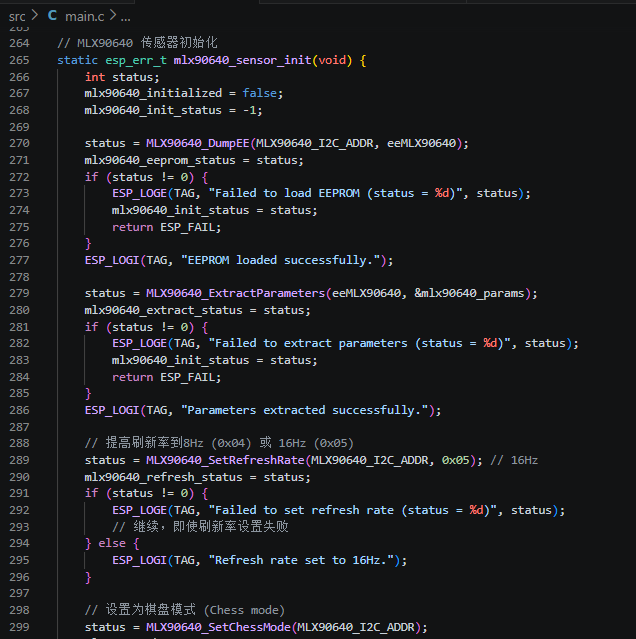 src > C main.c > ...
264 // MLX90640 传感器初始化
265 static esp_err_t mlx90640_sensor_init(void) {
266 int status;
267 mlx90640_initialized = false;
268 mlx90640_init_status = -1;
269
270 status = MLX90640_DumpEE(MLX90640_I2C_ADDR, eeMLX90640);
271 mlx90640_eeprom_status = status;
272 if (status != 0) {
273 ESP_LOGE(TAG, "Failed to load EEPROM (status = %d)", status);
274 mlx90640_init_status = status;
275 return ESP_FAIL;
276 }
277 ESP_LOGI(TAG, "EEPROM loaded successfully.");
278
279 status = MLX90640_ExtractParameters(eeMLX90640, &mlx90640_params);
280 mlx90640_extract_status = status;
281 if (status != 0) {
282 ESP_LOGE(TAG, "Failed to extract parameters (status = %d)", status);
283 mlx90640_init_status = status;
284 return ESP_FAIL;
285 }
286 ESP_LOGI(TAG, "Parameters extracted successfully.");
287
288 // 提高刷新率到8Hz (0x04) 或 16Hz (0x05)
289 status = MLX90640_SetRefreshRate(MLX90640_I2C_ADDR, 0x05); // 16Hz
290 mlx90640_refresh_status = status;
291 if (status != 0) {
292 ESP_LOGE(TAG, "Failed to set refresh rate (status = %d)", status);
293 // 继续，即使刷新率设置失败
294 } else {
295 ESP_LOGI(TAG, "Refresh rate set to 16Hz.");
296 }
297
298 // 设置为棋盘模式 (Chess mode)
299 status = MLX90640_SetChessMode(MLX90640_I2C_ADDR);